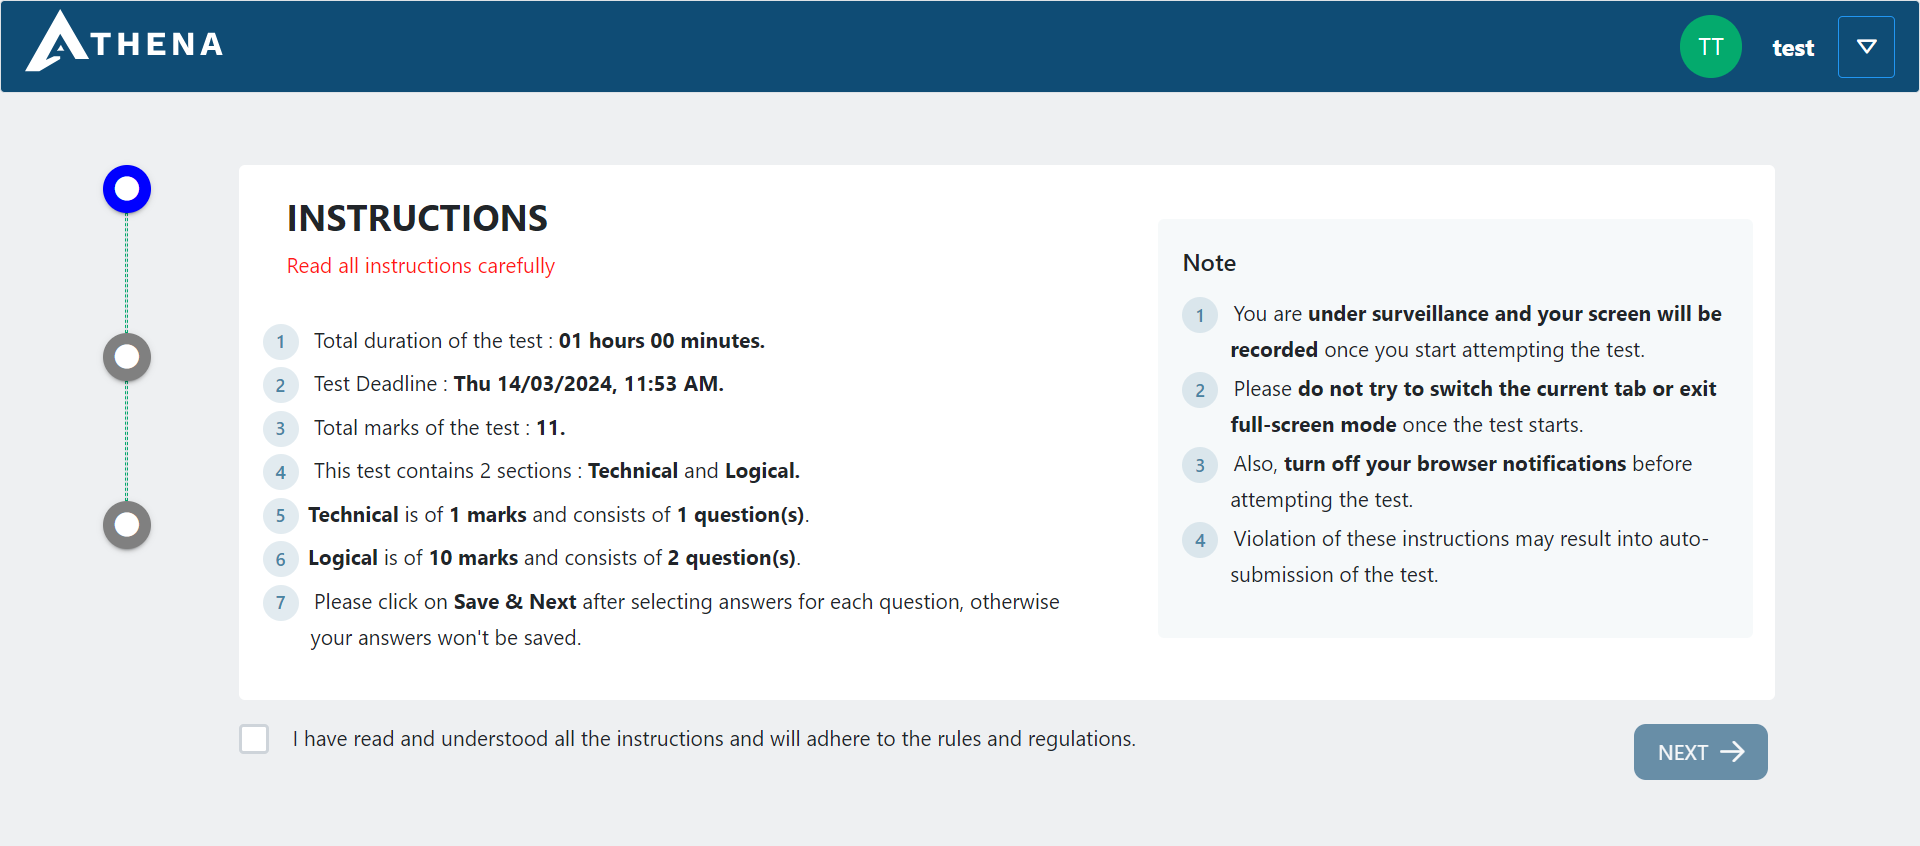 ATHENA
TT
test
INSTRUCTIONS
Read all instructions carefully
1 Total duration of the test : 01 hours 00 minutes.
2 Test Deadline : Thu 14/03/2024, 11:53 AM.
3 Total marks of the test : 11.
4 This test contains 2 sections : Technical and Logical.
5 Technical is of 1 marks and consists of 1 question(s).
6 Logical is of 10 marks and consists of 2 question(s).
7 Please click on Save & Next after selecting answers for each question, otherwise
your answers won't be saved.
Note
1 You are under surveillance and your screen will be
recorded once you start attempting the test.
2 Please do not try to switch the current tab or exit
full-screen mode once the test starts.
3 Also, turn off your browser notifications before
attempting the test.
4 Violation of these instructions may result into auto-
submission of the test.
I have read and understood all the instructions and will adhere to the rules and regulations.
NEXT